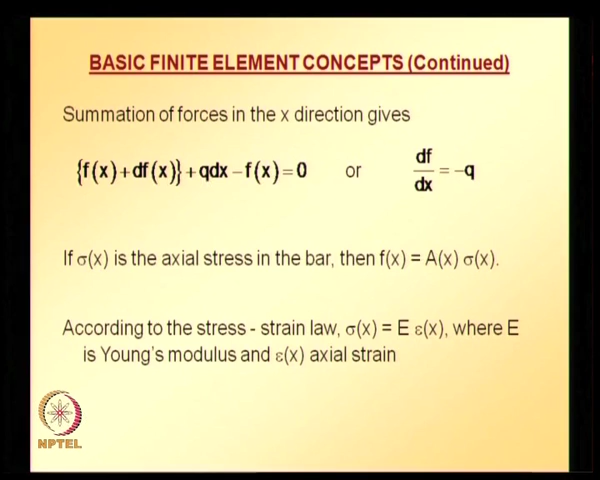 BASIC FINITE ELEMENT CONCEPTS (Continued)
Summation of forces in the x direction gives
{f(x)+df(x)}+qdx−f(x)=0 or df/dx = −q
If σ(x) is the axial stress in the bar, then f(x) = A(x) σ(x).
According to the stress - strain law, σ(x) = E ε(x), where E
is Young's modulus and ε(x) axial strain
NPTEL